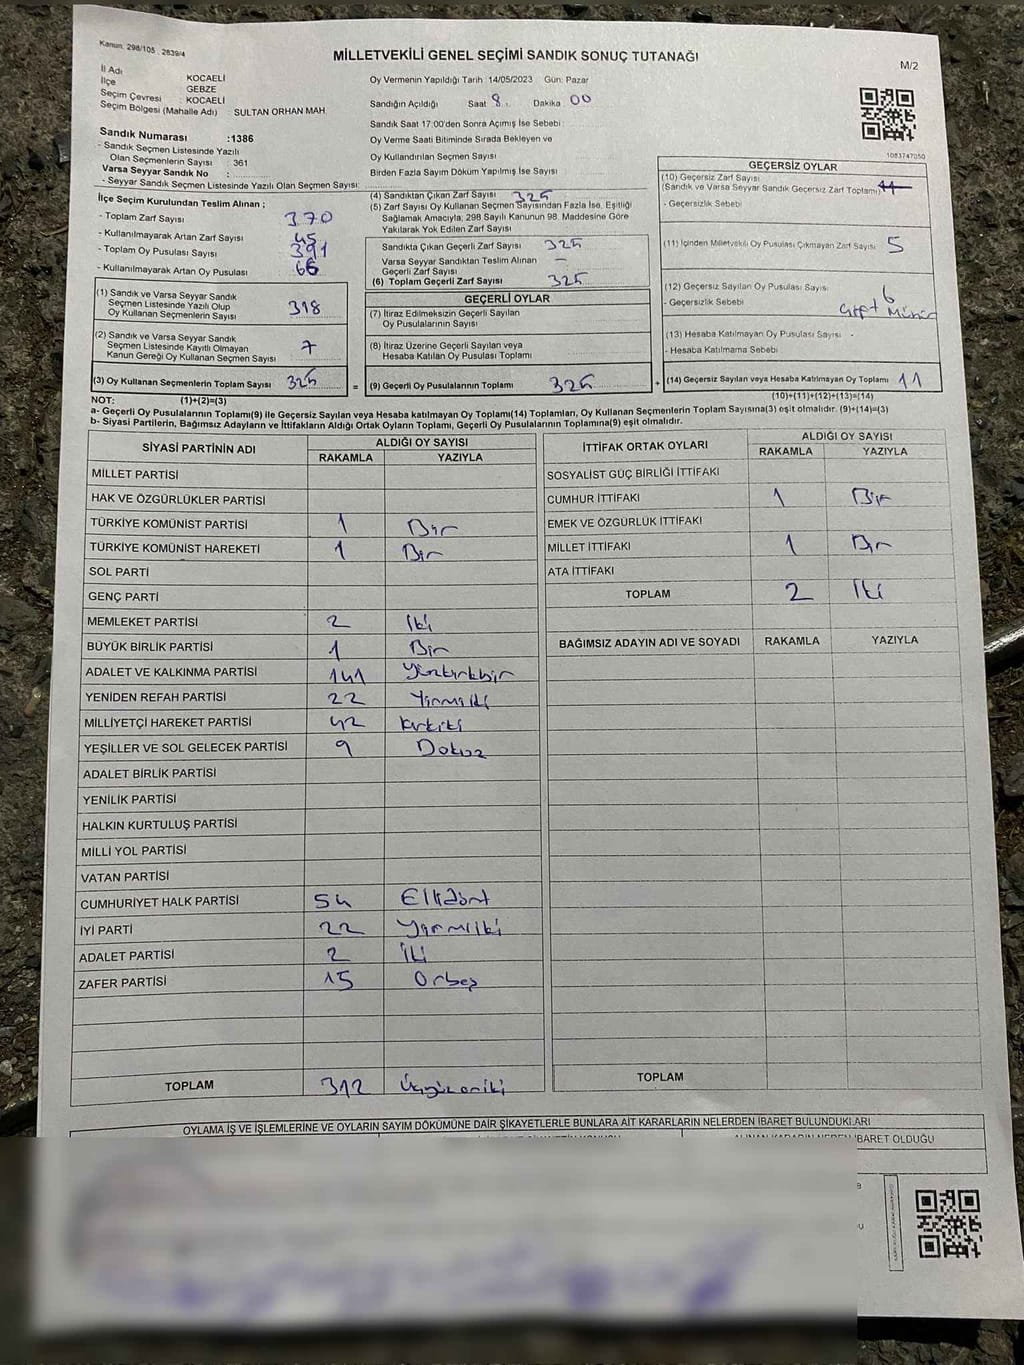 Kanun: 298/105 , 2839/4
MİLLETVEKİLİ GENEL SEÇİMİ SANDIK SONUÇ TUTANAĞI
M/2
İl Adı KOCAELİ
İlçe GEBZE
Seçim Çevresi : KOCAELİ
Seçim Bölgesi (Mahalle Adı) SULTAN ORHAN MAH.
Sandık Numarası :1386
- Sandık Seçmen Listesinde Yazılı
Olan Seçmenlerin Sayısı : 361
Varsa Seyyar Sandık No :
- Seyyar Sandık Seçmen Listesinde Yazılı Olan Seçmen Sayısı:
Oy Vermenin Yapıldığı Tarih :14/05/2023 Gün: Pazar
Sandığın Açıldığı Saat 8 . Dakika 00
Sandık Saat 17:00'den Sonra Açılmış İse Sebebi :
Oy Verme Saati Bitiminde Sırada Bekleyen ve
Oy Kullandırılan Seçmen Sayısı
Birden Fazla Sayım Döküm Yapılmış İse Sayısı
1083747050
İlçe Seçim Kurulundan Teslim Alınan ;
- Toplam Zarf Sayısı 370
- Kullanılmayarak Artan Zarf Sayısı 45
- Toplam Oy Pusulası Sayısı 391
- Kullanılmayarak Artan Oy Pusulası 66
(1) Sandık ve Varsa Seyyar Sandık
Seçmen Listesinde Yazılı Olup
Oy Kullanan Seçmenlerin Sayısı 318
(2) Sandık ve Varsa Seyyar Sandık
Seçmen Listesinde Kayıtlı Olmayan
Kanun Gereği Oy Kullanan Seçmen Sayısı 7
(3) Oy Kullanan Seçmenlerin Toplam Sayısı 325 =
(4) Sandıktan Çıkan Zarf Sayısı 325
(5) Zarf Sayısı Oy Kullanan Seçmen Sayısından Fazla İse, Eşitliği
Sağlamak Amacıyla, 298 Sayılı Kanunun 98. Maddesine Göre
Yakılarak Yok Edilen Zarf Sayısı
Sandıkta Çıkan Geçerli Zarf Sayısı 325
Varsa Seyyar Sandıktan Teslim Alınan
Geçerli Zarf Sayısı –
(6) Toplam Geçerli Zarf Sayısı 325
GEÇERLİ OYLAR
(7) İtiraz Edilmeksizin Geçerli Sayılan
Oy Pusulalarının Sayısı
(8) İtiraz Üzerine Geçerli Sayılan veya
Hesaba Katılan Oy Pusulası Toplamı
(9) Geçerli Oy Pusulalarının Toplamı 325 +
GEÇERSİZ OYLAR
(10) Geçersiz Zarf Sayısı
(Sandık ve Varsa Seyyar Sandık Geçersiz Zarf Toplamı) 11
- Geçersizlik Sebebi
(11) İçinden Milletvekili Oy Pusulası Çıkmayan Zarf Sayısı 5
(12) Geçersiz Sayılan Oy Pusulası Sayısı 6
- Geçersizlik Sebebi
(13) Hesaba Katılmayan Oy Pusulası Sayısı -
- Hesaba Katılmama Sebebi
(14) Geçersiz Sayılan veya Hesaba Katılmayan Oy Toplamı 11
(10)+(11)+(12)+(13)=(14)
NOT: (1)+(2)=(3)
a- Geçerli Oy Pusulalarının Toplamı(9) ile Geçersiz Sayılan veya Hesaba katılmayan Oy Toplamı(14) Toplamları, Oy Kullanan Seçmenlerin Toplam Sayısına(3) eşit olmalıdır. (9)+(14)=(3)
b- Siyasi Partilerin, Bağımsız Adayların ve İttifakların Aldığı Ortak Oyların Toplamı, Geçerli Oy Pusulalarının Toplamına(9) eşit olmalıdır.
SİYASİ PARTİNİN ADI ALDIĞI OY SAYISI
RAKAMLA YAZIYLA
MİLLET PARTİSİ
HAK VE ÖZGÜRLÜKLER PARTİSİ
TÜRKİYE KOMÜNİST PARTİSİ 1 Bir
TÜRKİYE KOMÜNİST HAREKETİ 1 Bir
SOL PARTİ
GENÇ PARTİ
MEMLEKET PARTİSİ 2 İki
BÜYÜK BİRLİK PARTİSİ 1 Bir
ADALET VE KALKINMA PARTİSİ 141 Yüzkırkbir
YENİDEN REFAH PARTİSİ 22 Yirmiiki
MİLLİYETÇİ HAREKET PARTİSİ 42 Kırkiki
YEŞİLLER VE SOL GELECEK PARTİSİ 9 Dokuz
ADALET BİRLİK PARTİSİ
YENİLİK PARTİSİ
HALKIN KURTULUŞ PARTİSİ
MİLLİ YOL PARTİSİ
VATAN PARTİSİ
CUMHURİYET HALK PARTİSİ 54 Ellidört
İYİ PARTİ 22 Yirmiiki
ADALET PARTİSİ 2 İki
ZAFER PARTİSİ 15 Onbeş
TOPLAM 312 Üçyüzoniki
İTTİFAK ORTAK OYLARI ALDIĞI OY SAYISI
RAKAMLA YAZIYLA
SOSYALİST GÜÇ BİRLİĞİ İTTİFAKI
CUMHUR İTTİFAKI 1 Bir
EMEK VE ÖZGÜRLÜK İTTİFAKI
MİLLET İTTİFAKI 1 Bir
ATA İTTİFAKI
TOPLAM 2 İki
BAĞIMSIZ ADAYIN ADI VE SOYADI RAKAMLA YAZIYLA
TOPLAM
OYLAMA İŞ VE İŞLEMLERİNE VE OYLARIN SAYIM DÖKÜMÜNE DAİR ŞİKAYETLERLE BUNLARA AİT KARARLARIN NELERDEN İBARET BULUNDUKLARI
İBARET OLDUĞU